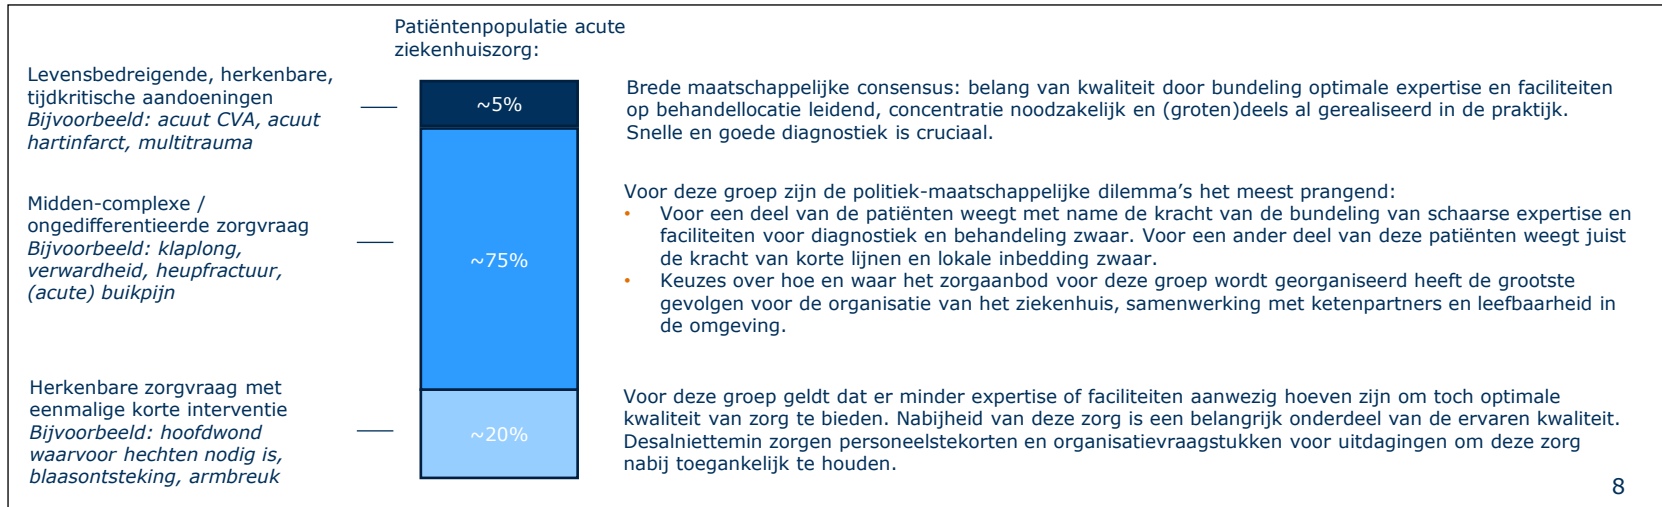 Patiëntenpopulatie acute
ziekenhuiszorg:
Levensbedreigende, herkenbare,
tijdkritische aandoeningen
Bijvoorbeeld: acuut CVA, acuut
hartinfarct, multitrauma
~5%
Brede maatschappelijke consensus: belang van kwaliteit door bundeling optimale expertise en faciliteiten
op behandellocatie leidend, concentratie noodzakelijk en (groten)deels al gerealiseerd in de praktijk.
Snelle en goede diagnostiek is cruciaal.
Midden-complexe /
ongedifferentieerde zorgvraag
Bijvoorbeeld: klaplong,
verwardheid, heupfractuur,
(acute) buikpijn
~75%
Voor deze groep zijn de politiek-maatschappelijke dilemma's het meest prangend:
• Voor een deel van de patiënten weegt met name de kracht van de bundeling van schaarse expertise en
faciliteiten voor diagnostiek en behandeling zwaar. Voor een ander deel van deze patiënten weegt juist
de kracht van korte lijnen en lokale inbedding zwaar.
• Keuzes over hoe en waar het zorgaanbod voor deze groep wordt georganiseerd heeft de grootste
gevolgen voor de organisatie van het ziekenhuis, samenwerking met ketenpartners en leefbaarheid in
de omgeving.
Herkenbare zorgvraag met
eenmalige korte interventie
Bijvoorbeeld: hoofdwond
waarvoor hechten nodig is,
blaasontsteking, armbreuk
~20%
Voor deze groep geldt dat er minder expertise of faciliteiten aanwezig hoeven zijn om toch optimale
kwaliteit van zorg te bieden. Nabijheid van deze zorg is een belangrijk onderdeel van de ervaren kwaliteit.
Desalniettemin zorgen personeelstekorten en organisatievraagstukken voor uitdagingen om deze zorg
nabij toegankelijk te houden.
8